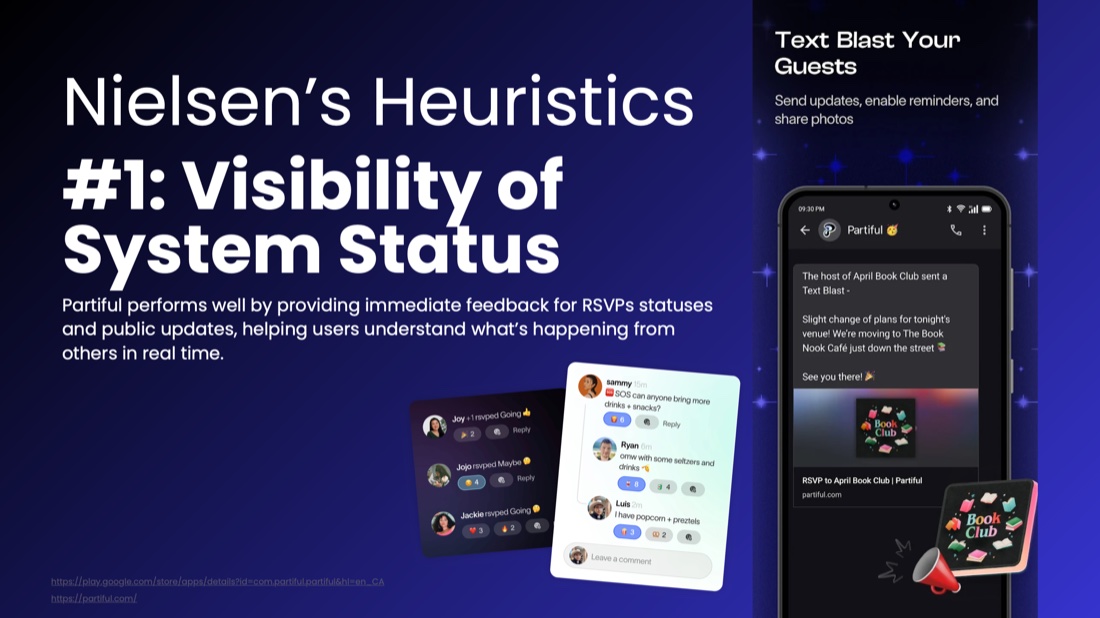 Nielsen's Heuristics
#1: Visibility of
System Status
Partiful performs well by providing immediate feedback for RSVPs statuses
and public updates, helping users understand what's happening from
others in real time.
Joy +1 rsvped Going 👍
🎉 2 Reply
Jojo rsvped Maybe 🤔
😄 4 Reply
Jackie rsvped Going
❤️ 3 🔥 2
sammy 15m
🆘 SOS can anyone bring more
drinks + snacks?
6 Reply
Ryan 6m
omw with some seltzers and
drinks
8 4
Luis 2m
I have popcorn + preztels
3 2
Leave a comment
https://play.google.com/store/apps/details?id=com.partiful.partiful&hl=en_CA
https://partiful.com/
Text Blast Your
Guests
Send updates, enable reminders, and
share photos
09:30 PM
Partiful 🥳
The host of April Book Club sent a
Text Blast -
Slight change of plans for tonight's
venue! We're moving to The Book
Nook Café just down the street 📚
See you there! 🎉
Book
Club
RSVP to April Book Club | Partiful
partiful.com
Book
Club